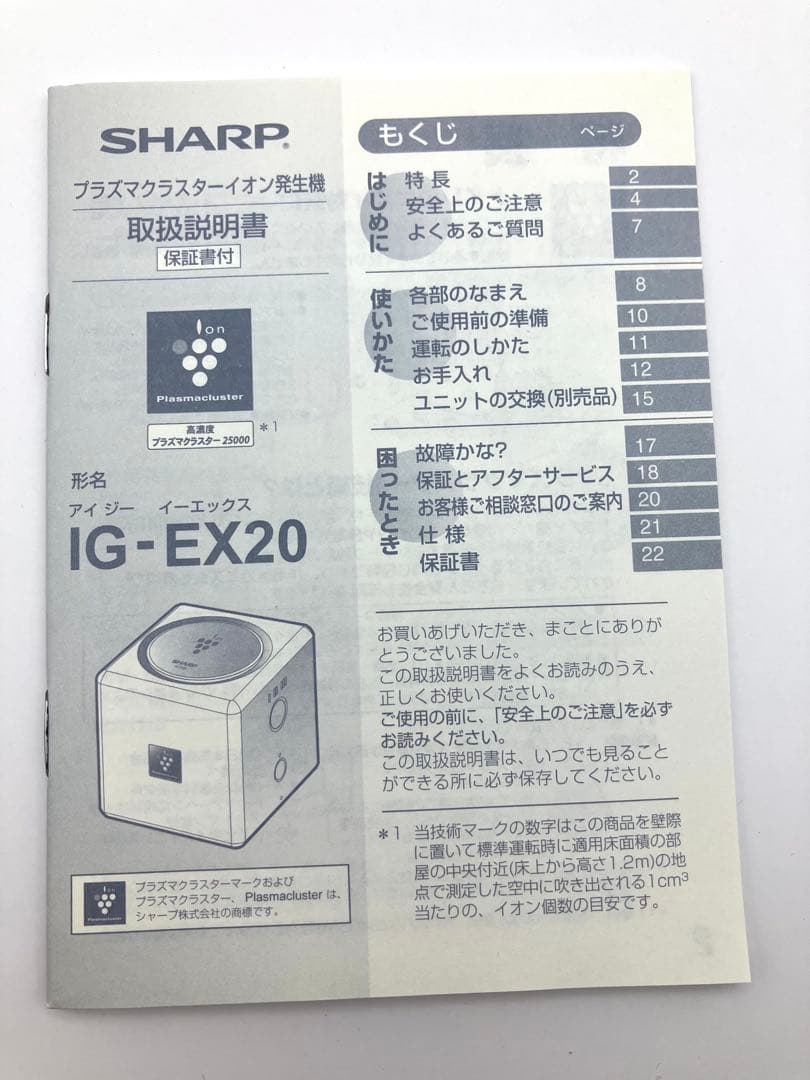 SHARP®
プラズマクラスターイオン発生機
取扱説明書
保証書付
Ion
Plasmacluster
高濃度
プラズマクラスター 25000
＊1
形名
アイ ジー イーエックス
IG-EX20
SHARP
Plasmacluster
Ion
Plasmacluster
プラズマクラスターマークおよび
プラズマクラスター、Plasmacluster は、
シャープ株式会社の商標です。
もくじ ページ
はじめに
特長 2
安全上のご注意 4
よくあるご質問 7
使いかた
各部のなまえ 8
ご使用前の準備 10
運転のしかた 11
お手入れ 12
ユニットの交換(別売品) 15
困ったとき
故障かな? 17
保証とアフターサービス 18
お客様ご相談窓口のご案内 20
仕様 21
保証書 22
お買いあげいただき、まことにありが
とうございました。
この取扱説明書をよくお読みのうえ、
正しくお使いください。
ご使用の前に、「安全上のご注意」を必ず
お読みください。
この取扱説明書は、いつでも見ること
ができる所に必ず保存してください。
＊1 当技術マークの数字はこの商品を壁際
に置いて標準運転時に適用床面積の部
屋の中央付近(床上から高さ1.2m)の地
点で測定した空中に吹き出される1cm³
当たりの、イオン個数の目安です。